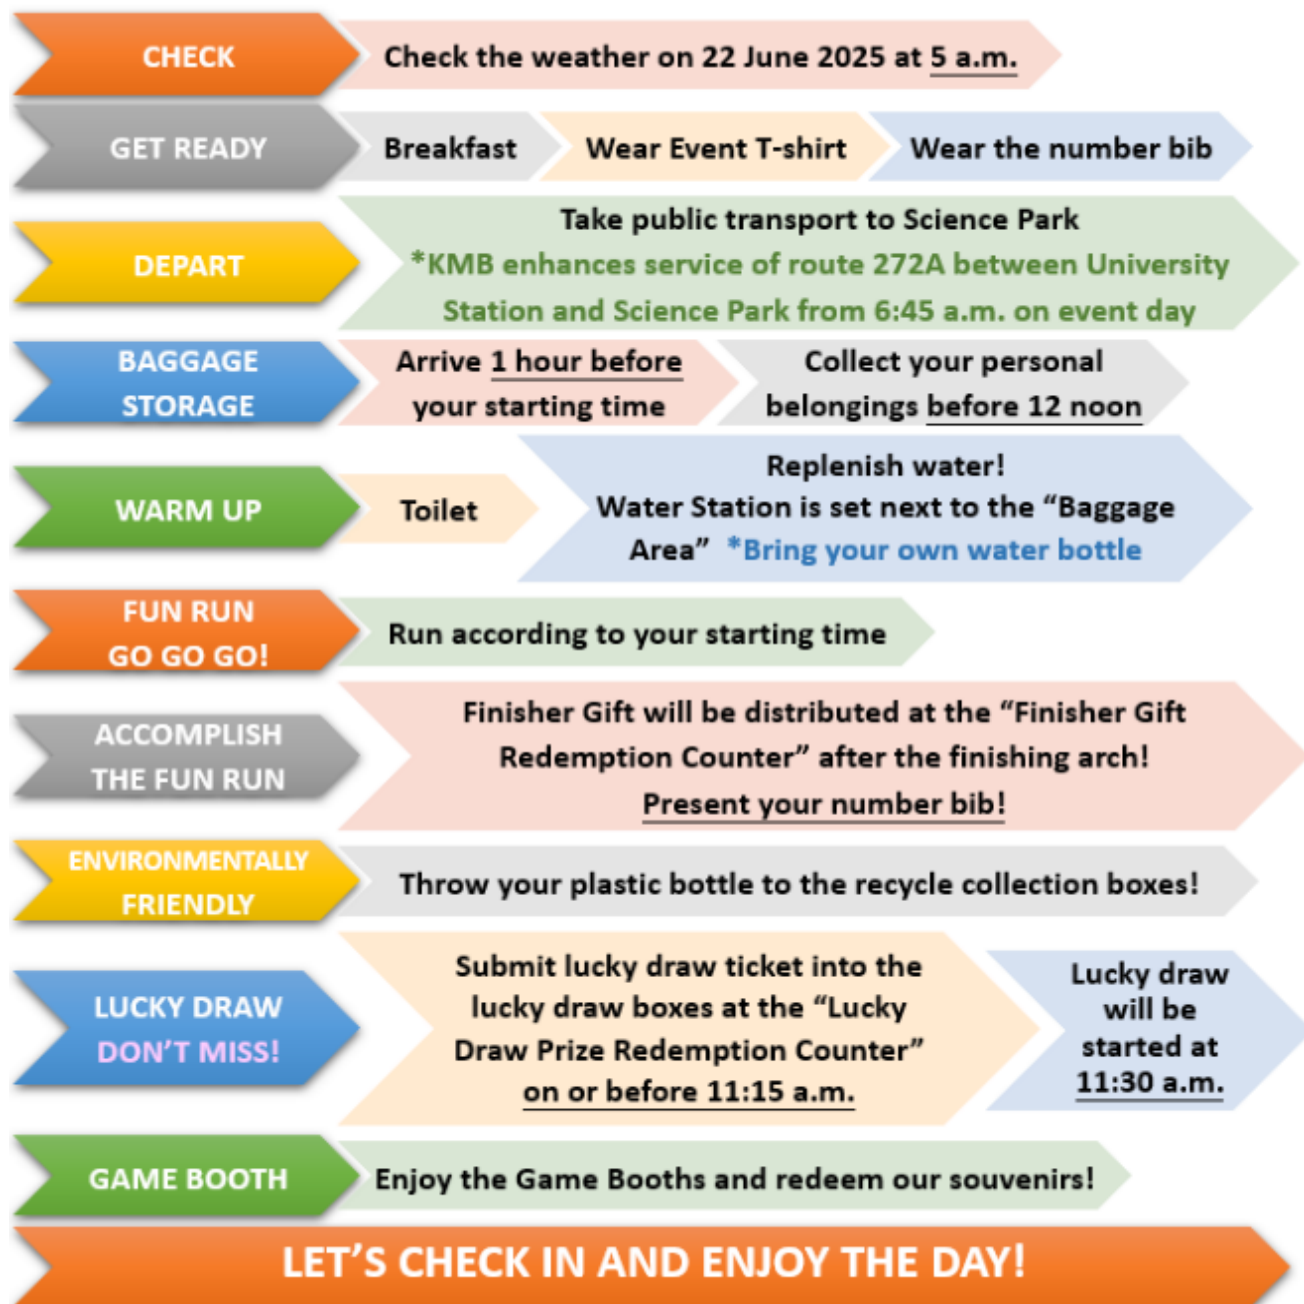 CHECK
Check the weather on 22 June 2025 at 5 a.m.
GET READY
Breakfast
Wear Event T-shirt
Wear the number bib
DEPART
Take public transport to Science Park
*KMB enhances service of route 272A between University
Station and Science Park from 6:45 a.m. on event day
BAGGAGE
STORAGE
Arrive 1 hour before
your starting time
Collect your personal
belongings before 12 noon
WARM UP
Toilet
Replenish water!
Water Station is set next to the “Baggage
Area” *Bring your own water bottle
FUN RUN
GO GO GO!
Run according to your starting time
ACCOMPLISH
THE FUN RUN
Finisher Gift will be distributed at the “Finisher Gift
Redemption Counter” after the finishing arch!
Present your number bib!
ENVIRONMENTALLY
FRIENDLY
Throw your plastic bottle to the recycle collection boxes!
LUCKY DRAW
DON’T MISS!
Submit lucky draw ticket into the
lucky draw boxes at the “Lucky
Draw Prize Redemption Counter”
on or before 11:15 a.m.
Lucky draw
will be
started at
11:30 a.m.
GAME BOOTH
Enjoy the Game Booths and redeem our souvenirs!
LET’S CHECK IN AND ENJOY THE DAY!